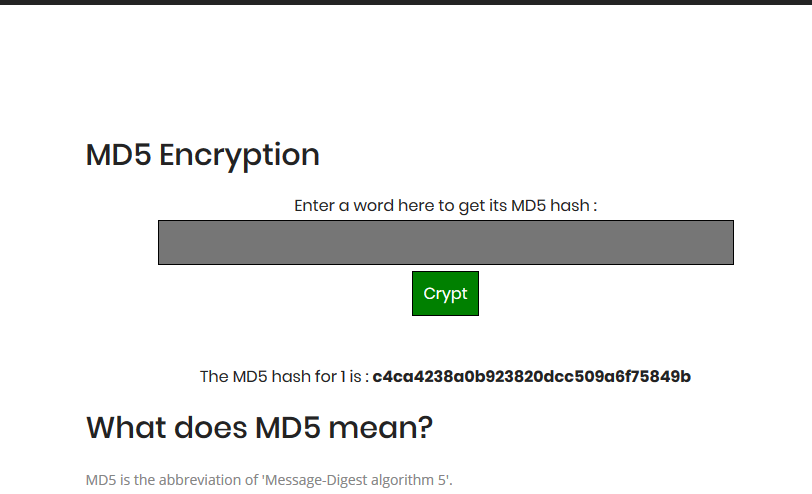 MD5 Encryption
Enter a word here to get its MD5 hash :
Crypt
The MD5 hash for 1 is : c4ca4238a0b923820dcc509a6f75849b
What does MD5 mean?
MD5 is the abbreviation of 'Message-Digest algorithm 5'.